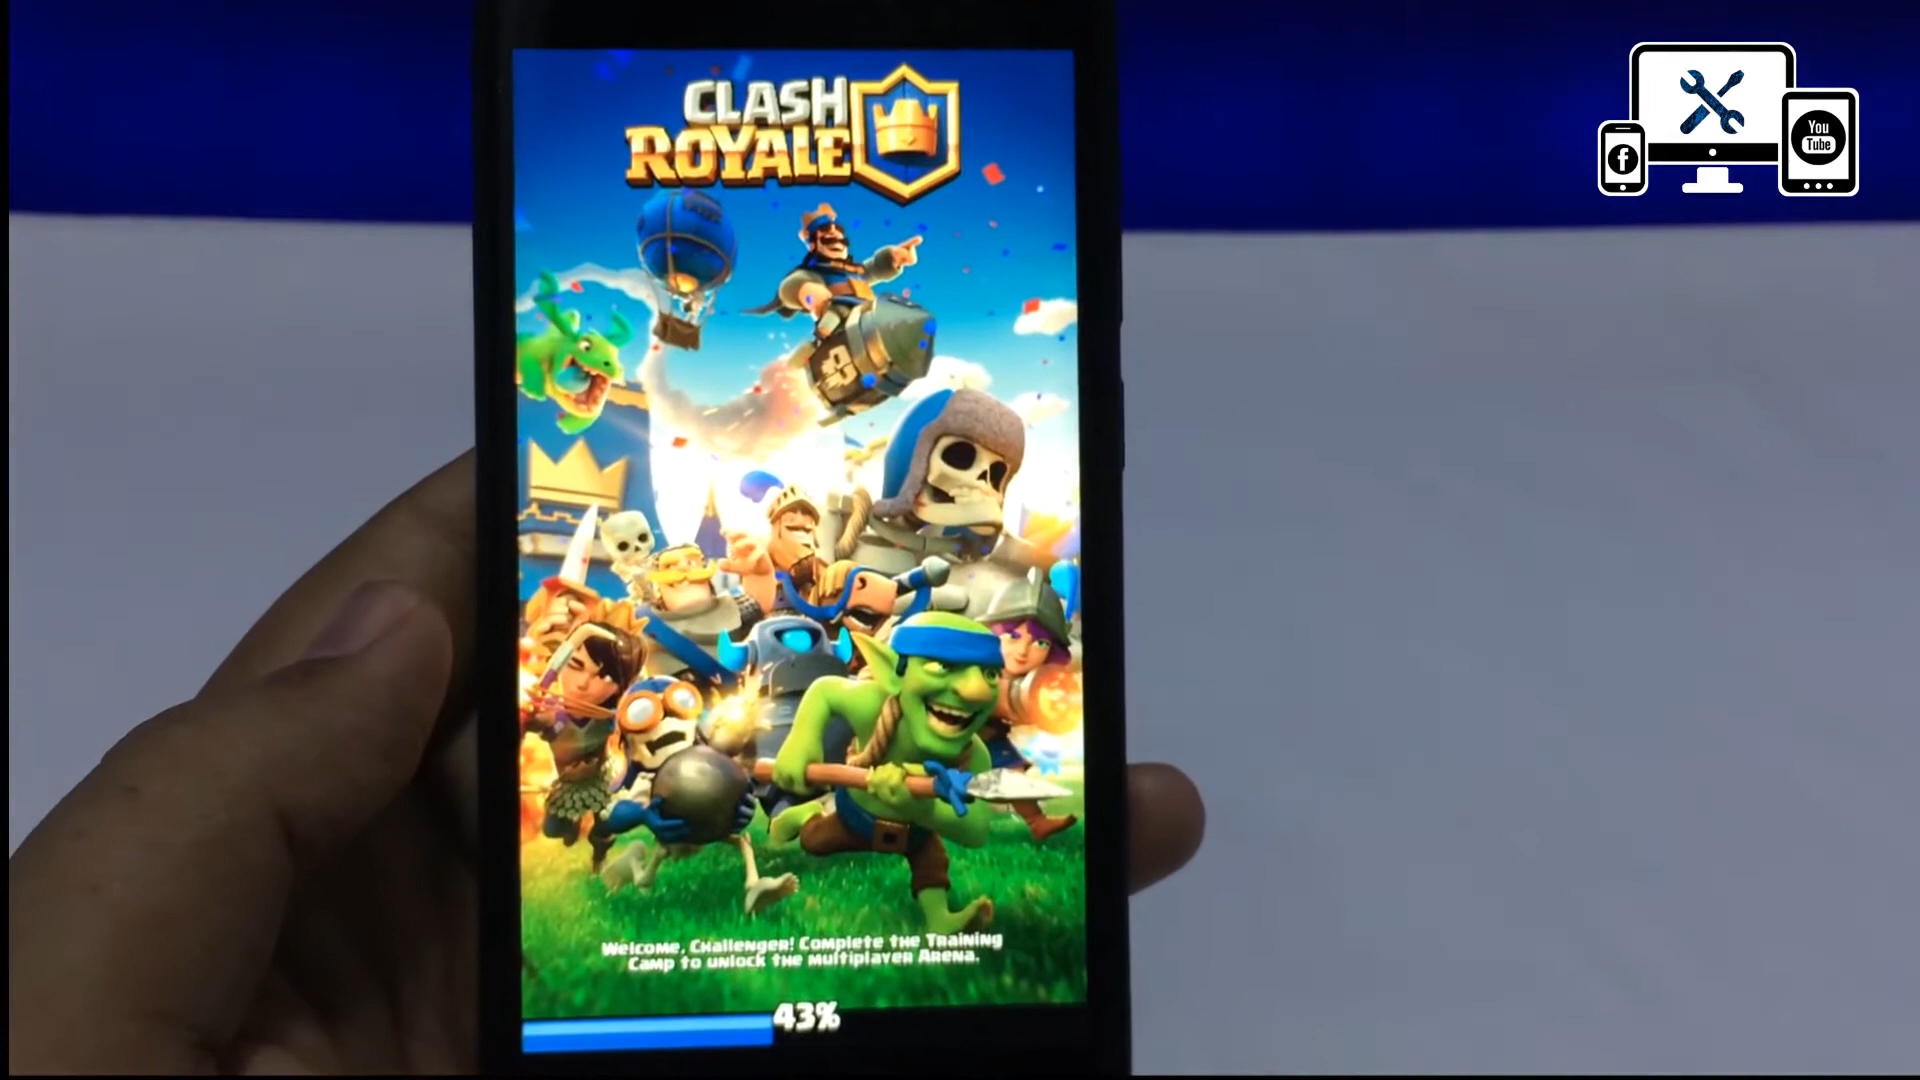 CLASH
ROYALE
f
You
Tube
Welcome, Challenger! Complete the Training
Camp to unlock the multiplayer Arena.
43%